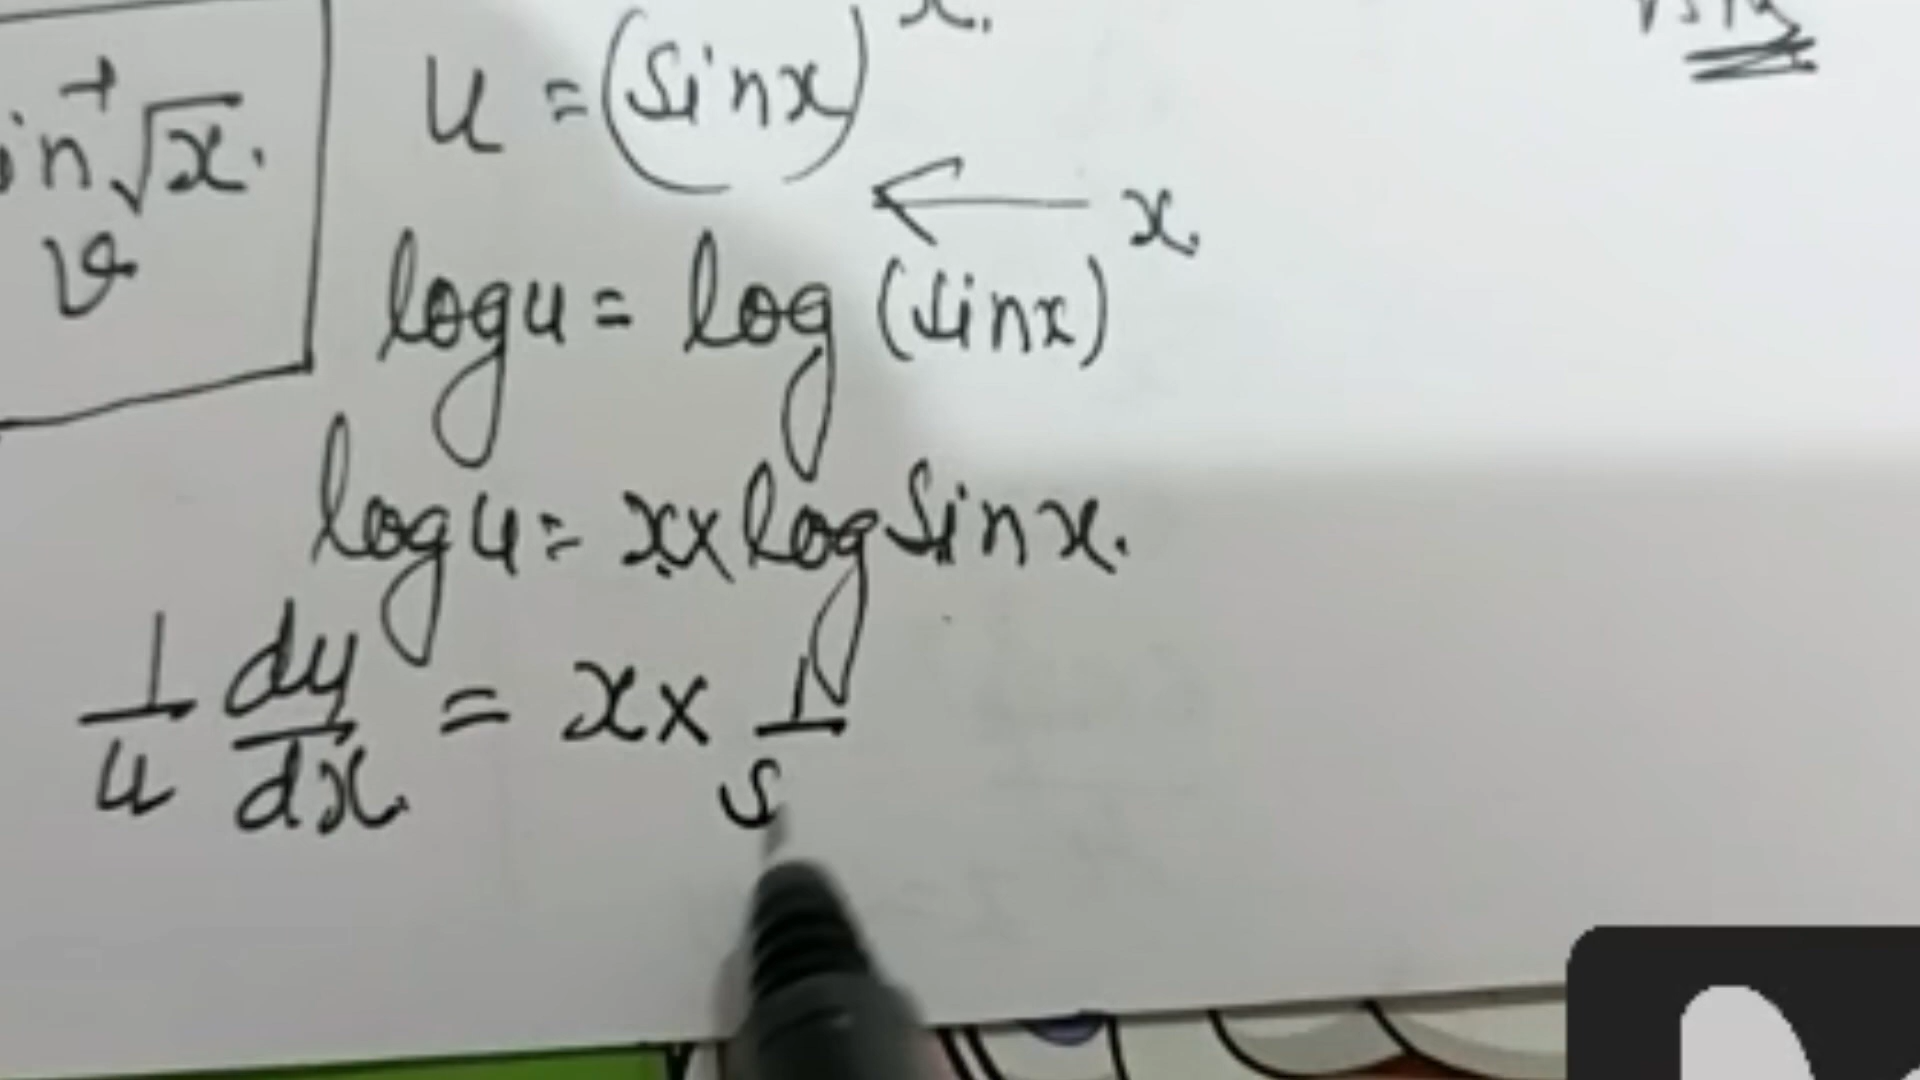 u = (sinx)^x.
in⁻¹√x.
v
x
log u = log (sinx)
log u = x × log sin x.
1/u dy/dx = x × 1/s